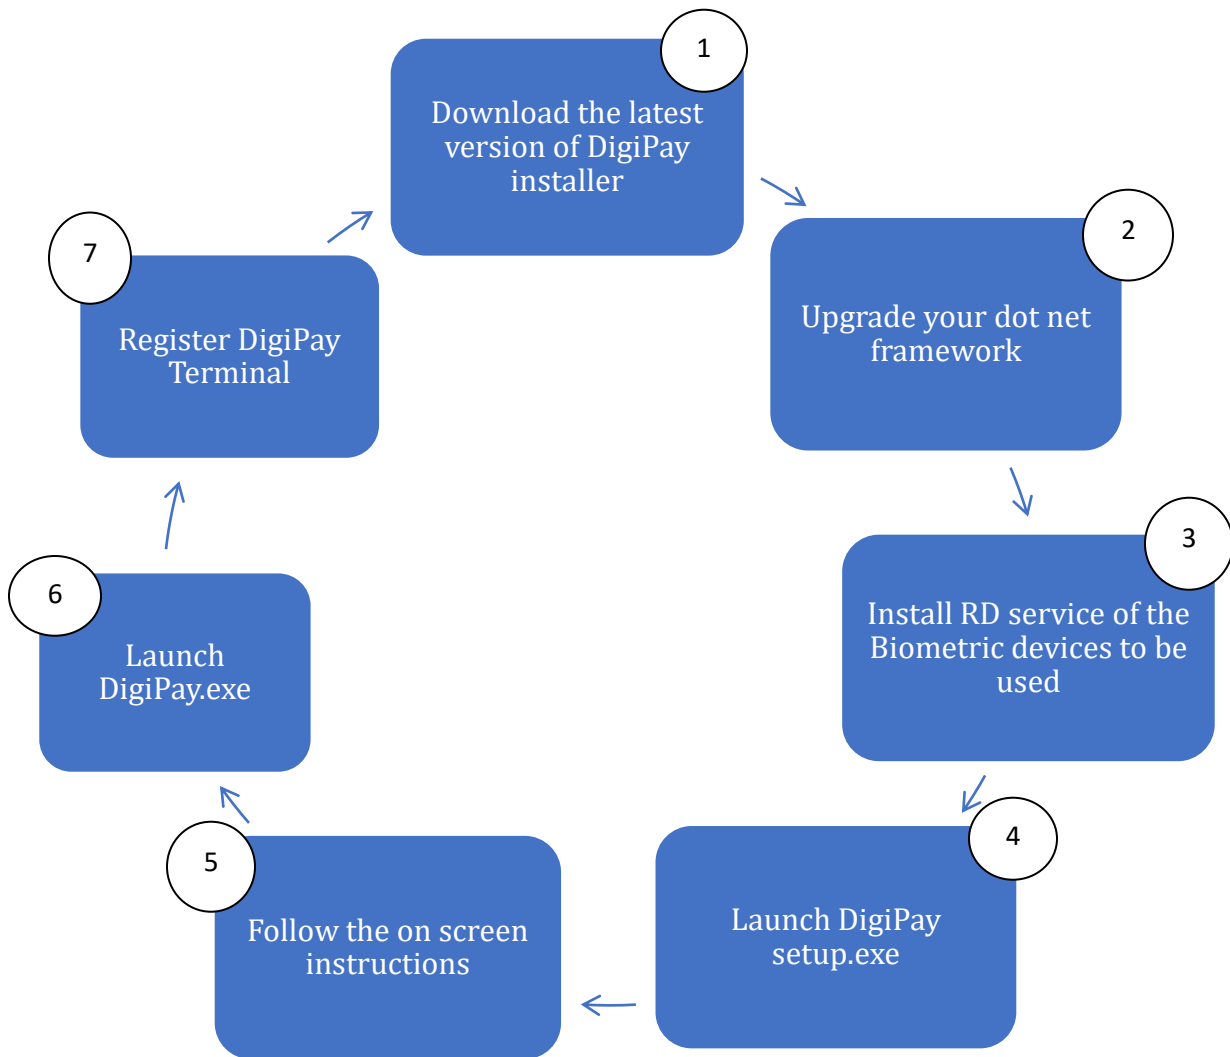 1
Download the latest
version of DigiPay
installer
2
Upgrade your dot net
framework
3
Install RD service of the
Biometric devices to be
used
4
Launch DigiPay
setup.exe
5
Follow the on screen
instructions
6
Launch
DigiPay.exe
7
Register DigiPay
Terminal